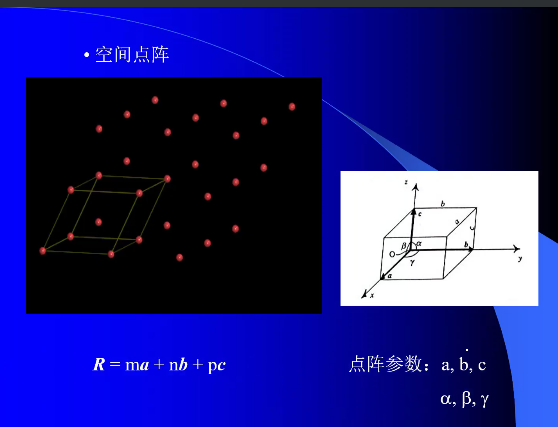 • 空间点阵
z
b
c
a
c
β α
O
b
y
γ
a
x
R = ma + nb + pc
点阵参数：a, b, c
α, β, γ